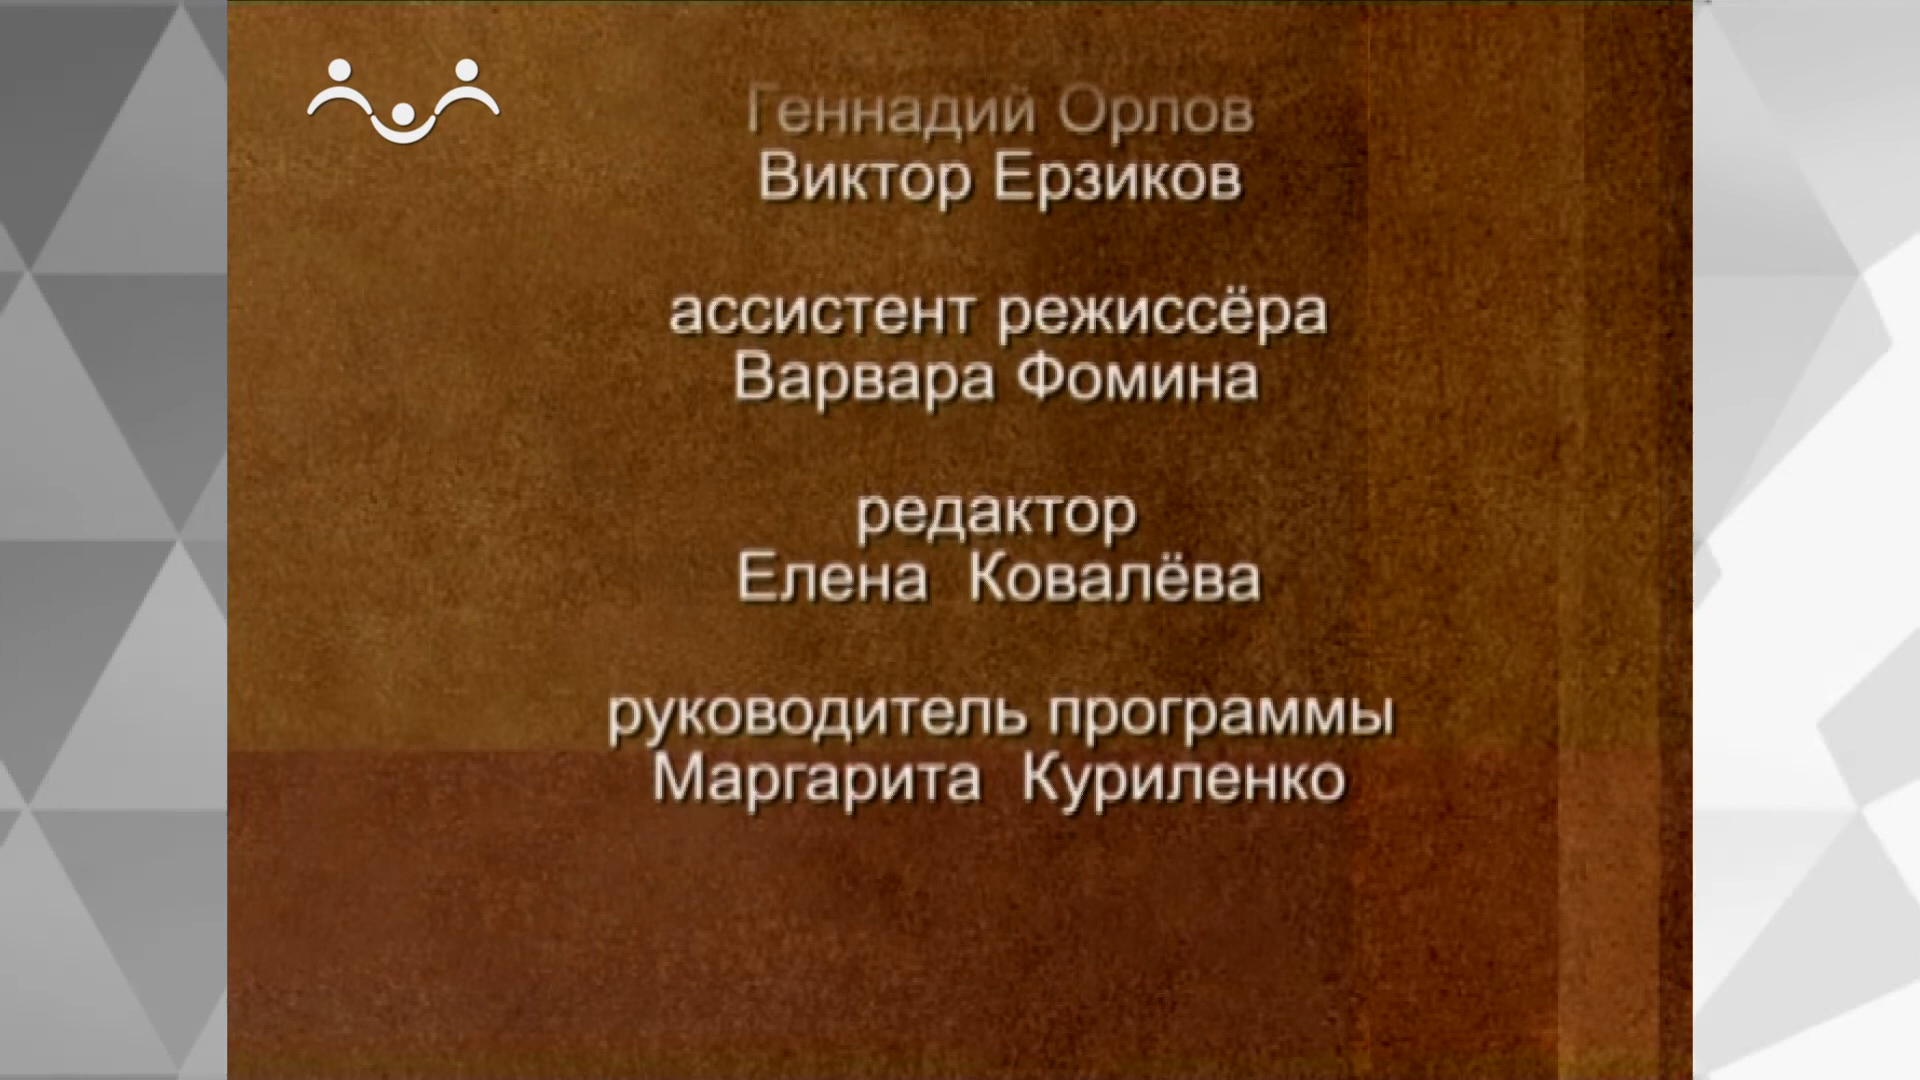 Геннадий Орлов
Виктор Ерзиков
ассистент режиссёра
Варвара Фомина
редактор
Елена Ковалёва
руководитель программы
Маргарита Куриленко